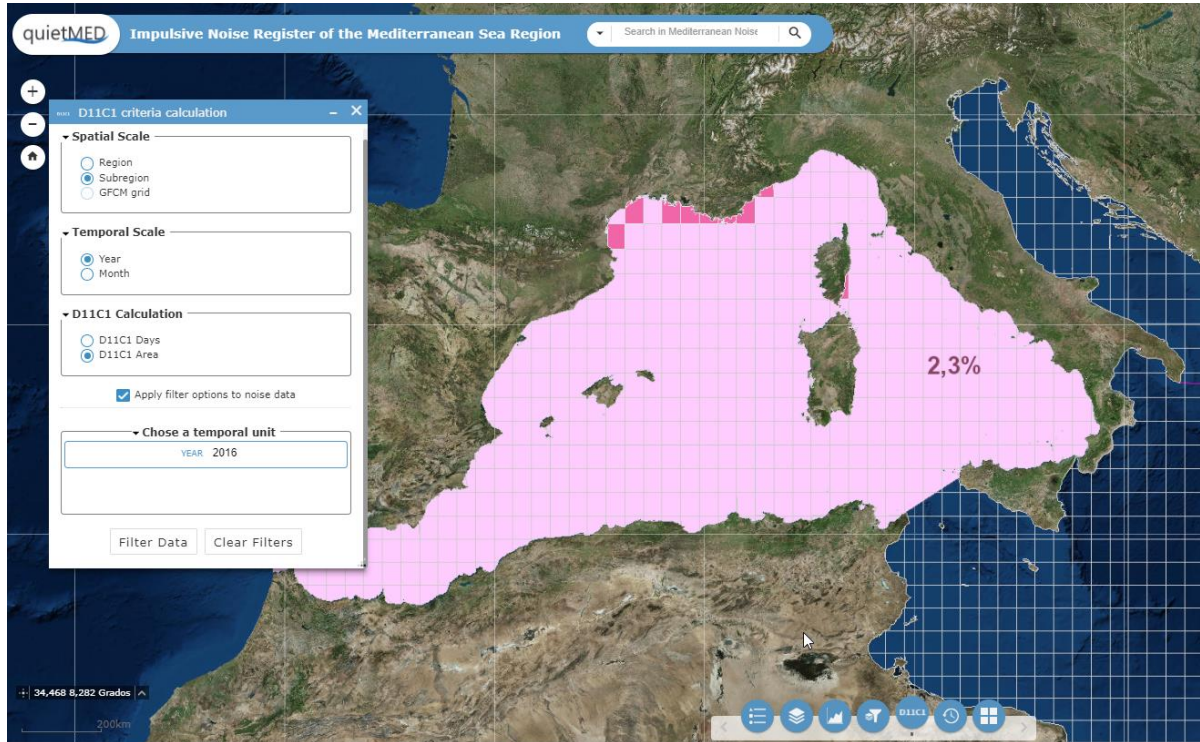 quietMED
Impulsive Noise Register of the Mediterranean Sea Region
Search in Mediterranean Noise
+
−
D11C1 D11C1 criteria calculation
Spatial Scale
Region
Subregion
GFCM grid
Temporal Scale
Year
Month
D11C1 Calculation
D11C1 Days
D11C1 Area
Apply filter options to noise data
Chose a temporal unit
YEAR 2016
Filter Data Clear Filters
2,3%
34,468 8,282 Grados
200km
D11C1